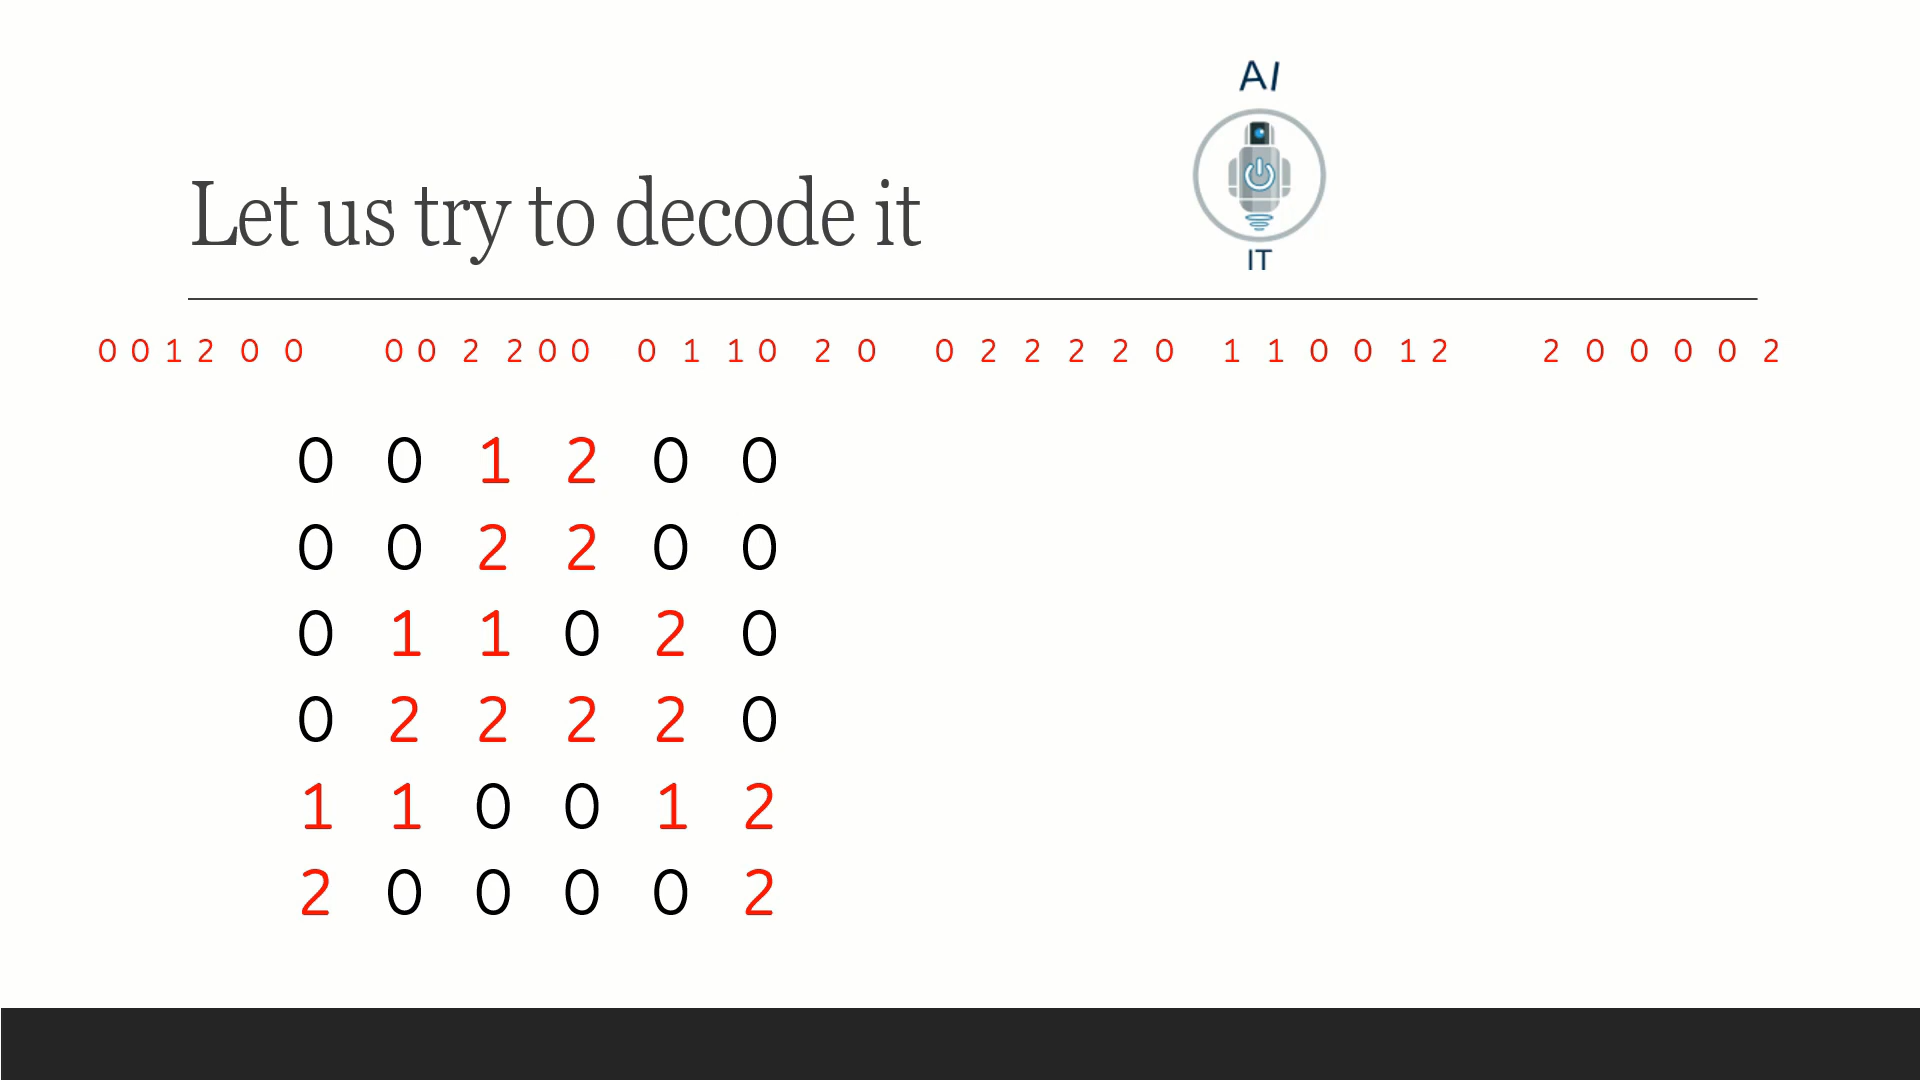 AI
IT
Let us try to decode it
0 0 1 2 0 0 0 0 2 2 0 0 0 1 1 0 2 0 0 2 2 2 2 0 1 1 0 0 1 2 2 0 0 0 0 2
0 0 1 2 0 0
0 0 2 2 0 0
0 1 1 0 2 0
0 2 2 2 2 0
1 1 0 0 1 2
2 0 0 0 0 2